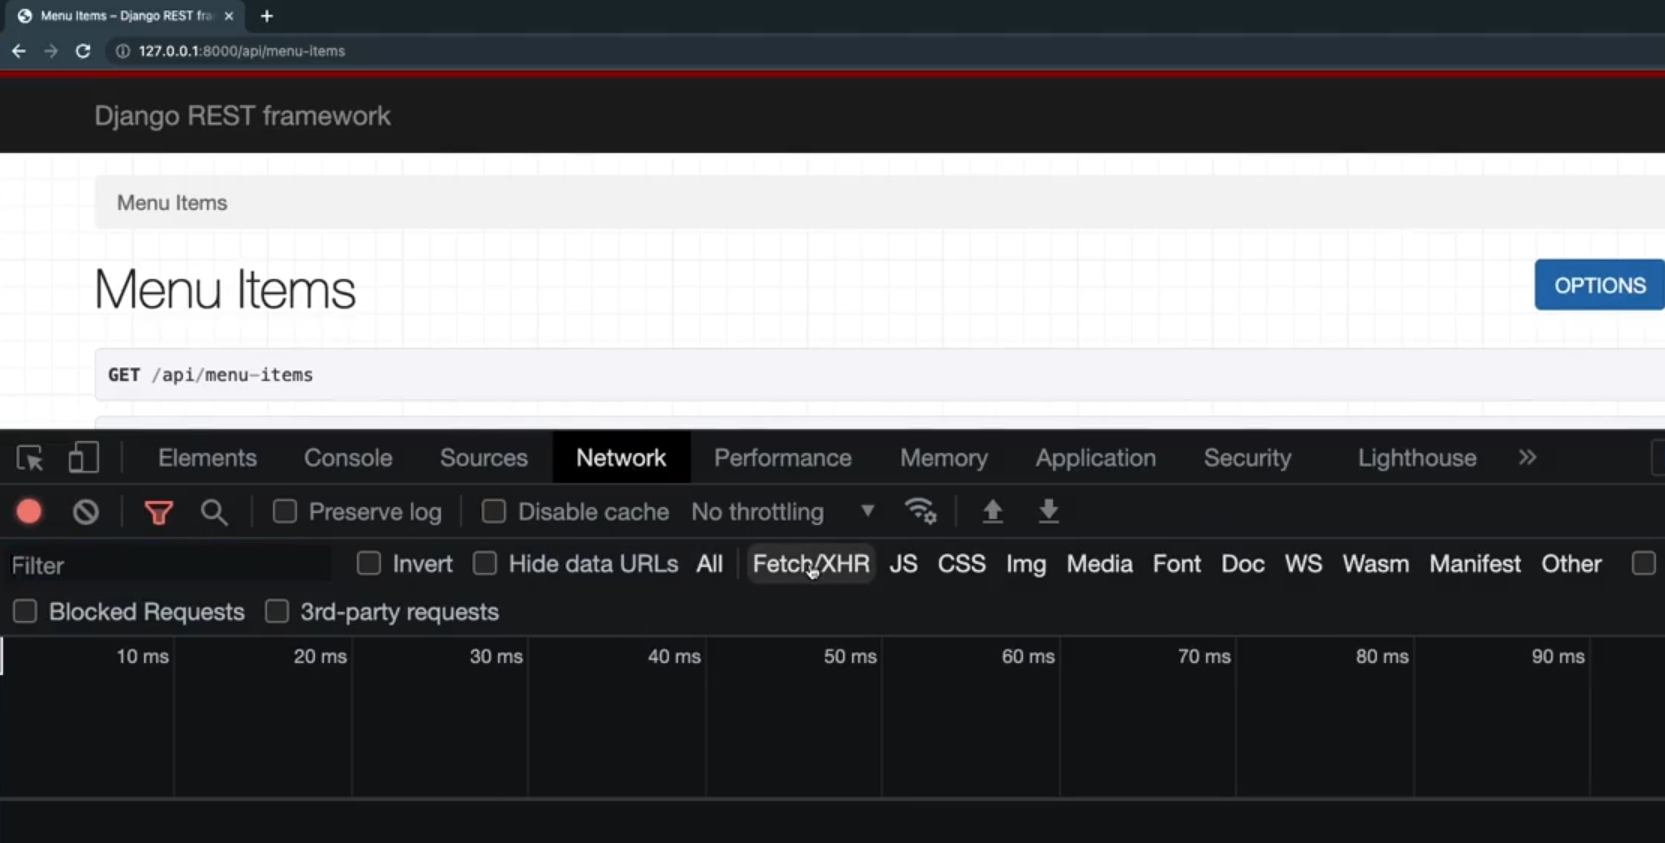 Menu Items – Django REST fra
127.0.0.1:8000/api/menu-items
Django REST framework
Menu Items
Menu Items
OPTIONS
GET /api/menu-items
Elements Console Sources Network Performance Memory Application Security Lighthouse »
Preserve log Disable cache No throttling
Filter Invert Hide data URLs All Fetch/XHR JS CSS Img Media Font Doc WS Wasm Manifest Other
Blocked Requests 3rd-party requests
10 ms 20 ms 30 ms 40 ms 50 ms 60 ms 70 ms 80 ms 90 ms